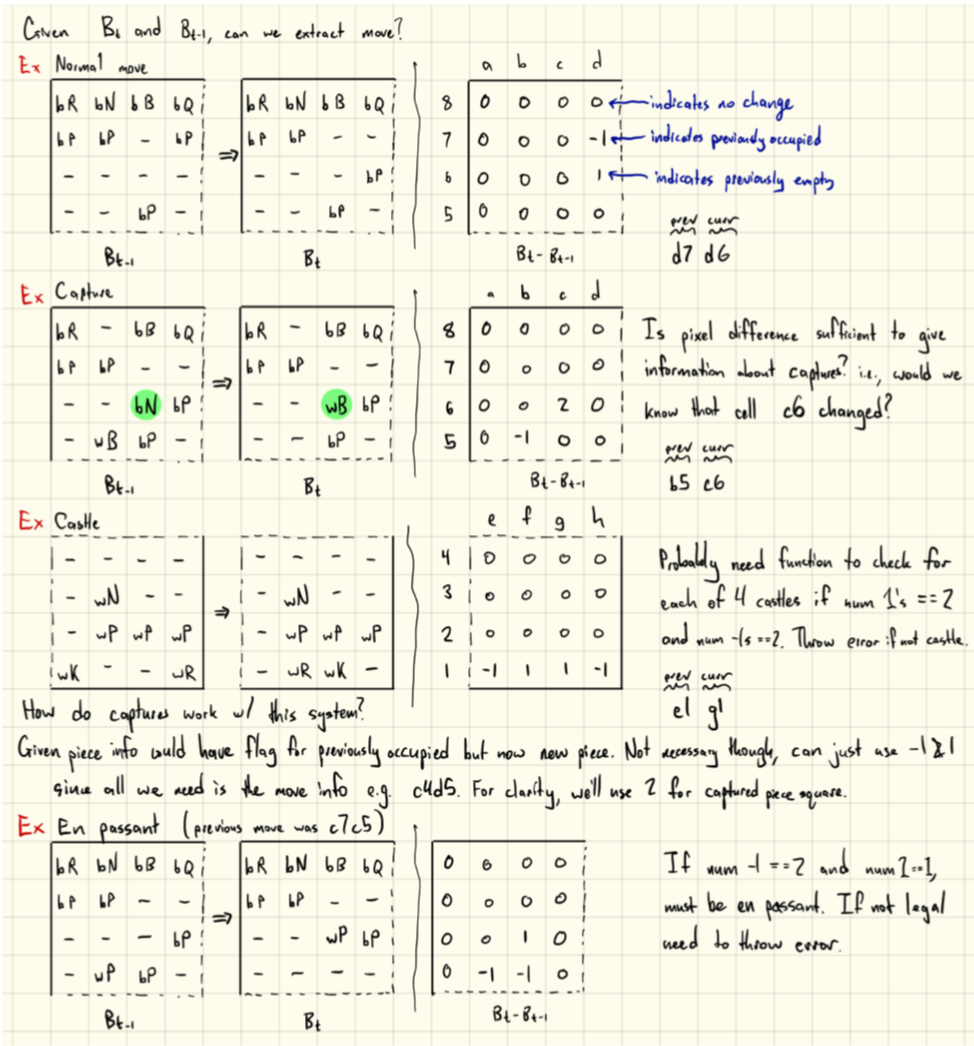 Given Bt and Bt-1, can we extract move?
Ex Normal move
a b c d
bR bN bB bQ bR bN bB bQ 8 0 0 0 0 ← indicates no change
bP bP - bP ⇒ bP bP - - 7 0 0 0 -1 ← indicates previously occupied
- - - - - - - bP 6 0 0 0 1 ← indicates previously empty
- - bP - - - bP - 5 0 0 0 0
prev curr
Bt-1 Bt Bt - Bt-1 d7 d6
Ex Capture
a b c d
bR - bB bQ bR - bB bQ 8 0 0 0 0 Is pixel difference sufficient to give
bP bP - - ⇒ bP bP - - 7 0 0 0 0 information about captures? i.e., would we
- - bN bP - - wB bP 6 0 0 2 0 know that cell c6 changed?
- wB bP - - - bP - 5 0 -1 0 0
prev curr
Bt-1 Bt Bt - Bt-1 b5 c6
Ex Castle
e f g h
- - - - - - - - 4 0 0 0 0 Probably need function to check for
- wN - - ⇒ - wN - - 3 0 0 0 0 each of 4 castles if num 1's == 2
- wP wP wP - wP wP wP 2 0 0 0 0 and num -1s == 2. Throw error if not castle.
wK - - wR - wR wK - 1 -1 1 1 -1
prev curr
e1 g1
How do captures work w/ this system?
Given piece info would have flag for previously occupied but now new piece. Not necessary though, can just use -1 & 1
since all we need is the move info e.g. c4d5. For clarity, we'll use 2 for captured piece square.
Ex En passant (previous move was c7c5)
bR bN bB bQ bR bN bB bQ 0 0 0 0 If num -1 == 2 and num 1 == 1,
bP bP - - ⇒ bP bP - - 0 0 0 0 must be en passant. If not legal
- - - bP - - wP bP 0 0 1 0 need to throw error.
- wP bP - - - - - 0 -1 -1 0
Bt-1 Bt Bt - Bt-1